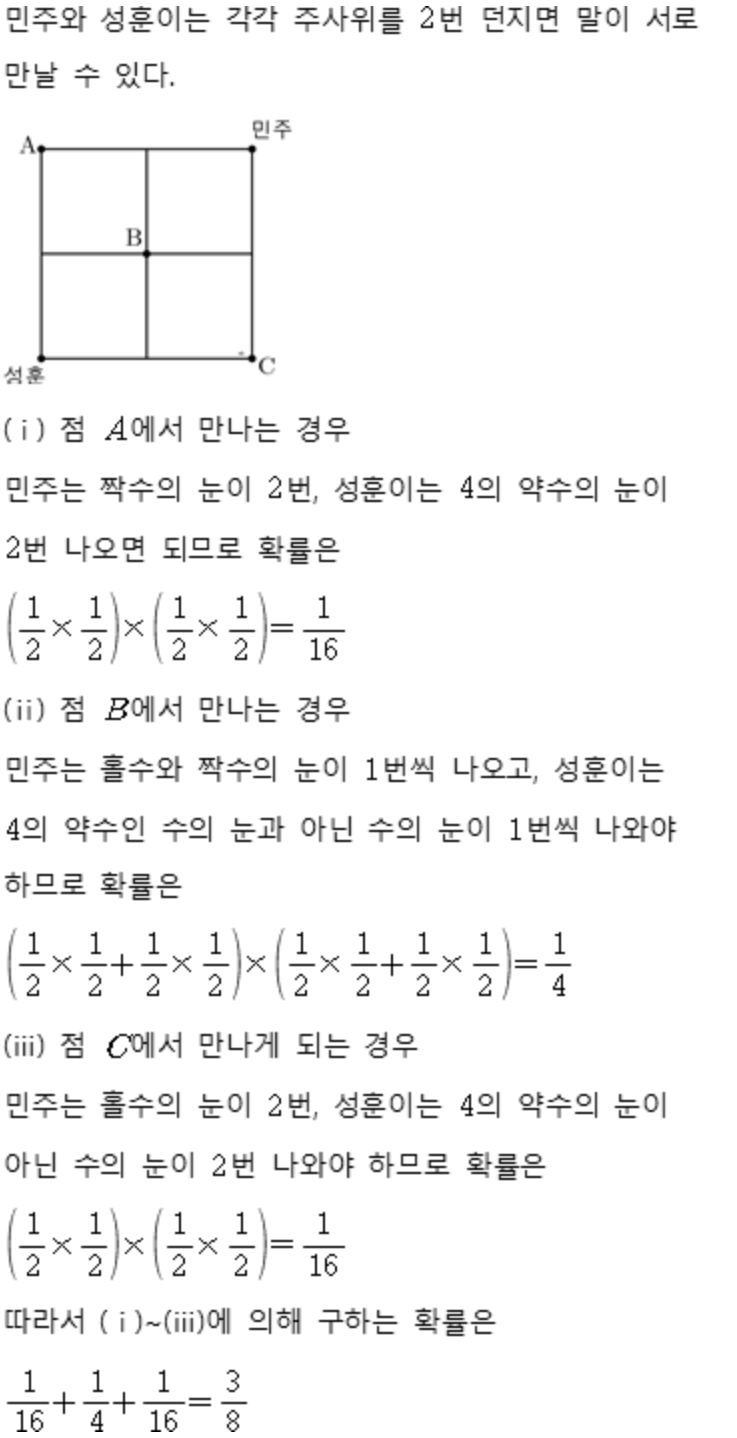 민주와 성훈이는 각각 주사위를 2번 던지면 말이 서로
만날 수 있다.
민주
A
B
C
성훈
(ⅰ) 점 A에서 만나는 경우
민주는 짝수의 눈이 2번, 성훈이는 4의 약수의 눈이
2번 나오면 되므로 확률은
(1/2 × 1/2) × (1/2 × 1/2) = 1/16
(ⅱ) 점 B에서 만나는 경우
민주는 홀수와 짝수의 눈이 1번씩 나오고, 성훈이는
4의 약수인 수의 눈과 아닌 수의 눈이 1번씩 나와야
하므로 확률은
(1/2 × 1/2 + 1/2 × 1/2) × (1/2 × 1/2 + 1/2 × 1/2) = 1/4
(ⅲ) 점 C에서 만나게 되는 경우
민주는 홀수의 눈이 2번, 성훈이는 4의 약수의 눈이
아닌 수의 눈이 2번 나와야 하므로 확률은
(1/2 × 1/2) × (1/2 × 1/2) = 1/16
따라서 (ⅰ)~(ⅲ)에 의해 구하는 확률은
1/16 + 1/4 + 1/16 = 3/8